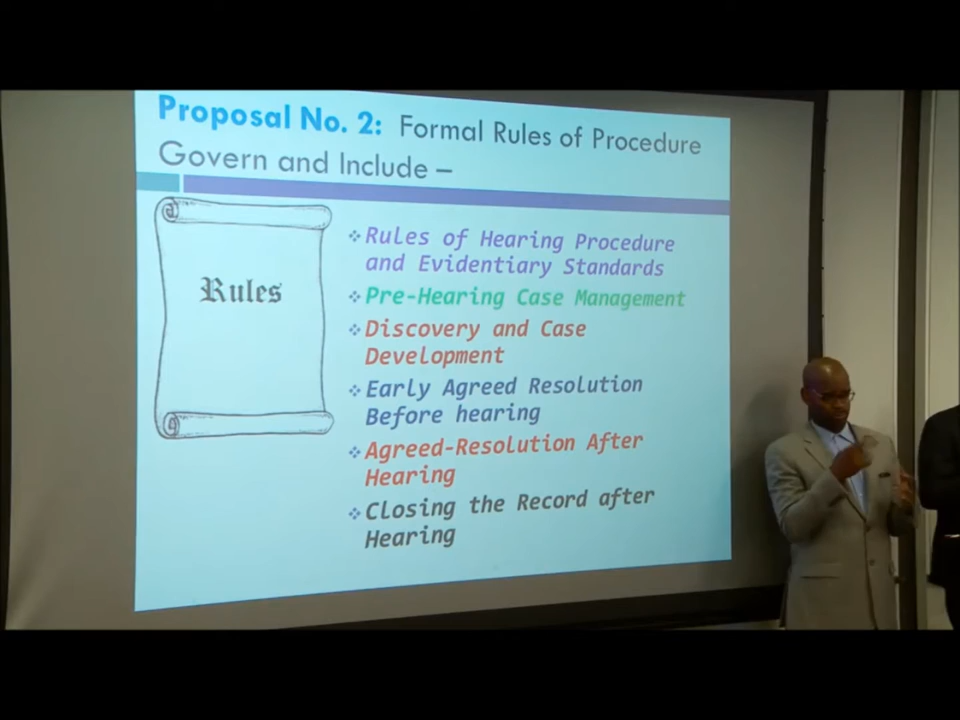 Proposal No. 2: Formal Rules of Procedure
Govern and Include –
Rules
Rules of Hearing Procedure
and Evidentiary Standards
Pre-Hearing Case Management
Discovery and Case
Development
Early Agreed Resolution
Before hearing
Agreed-Resolution After
Hearing
Closing the Record after
Hearing